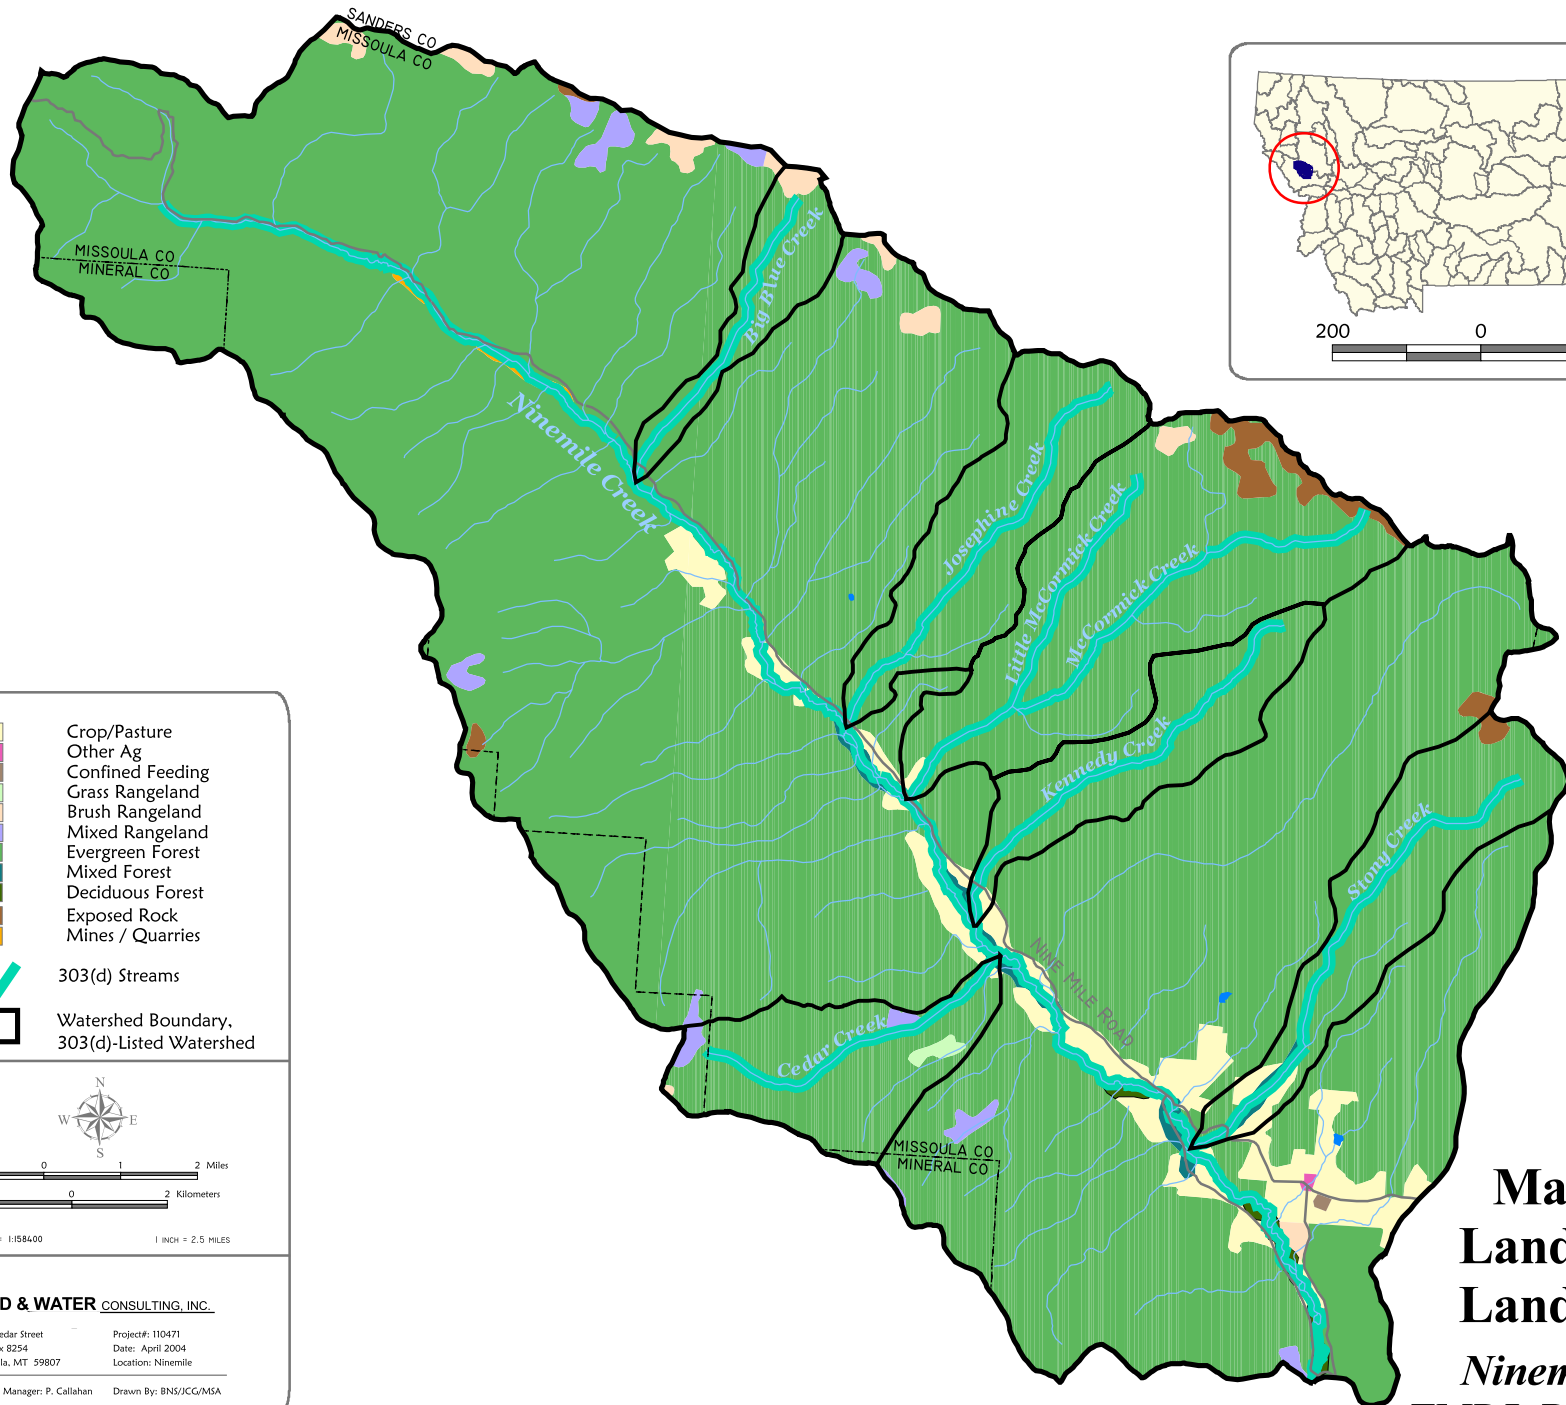 SANDERS CO
MISSOULA CO
MISSOULA CO
MINERAL CO
Big Blue Creek
Ninemile Creek
Josephine Creek
Little McCormick Creek
McCormick Creek
Kennedy Creek
Stony Creek
Cedar Creek
NINE MILE ROAD
MISSOULA CO
MINERAL CO
200 0
Crop/Pasture
Other Ag
Confined Feeding
Grass Rangeland
Brush Rangeland
Mixed Rangeland
Evergreen Forest
Mixed Forest
Deciduous Forest
Exposed Rock
Mines / Quarries
303(d) Streams
Watershed Boundary,
303(d)-Listed Watershed
N
W E
S
0 1 2 Miles
0 2 Kilometers
= 1:158400 1 INCH = 2.5 MILES
D & WATER CONSULTING, INC.
edar Street Project#: 110471
x 8254 Date: April 2004
la, MT 59807 Location: Ninemile
Manager: P. Callahan Drawn By: BNS/JCG/MSA
Ma
Land
Land
Ninem